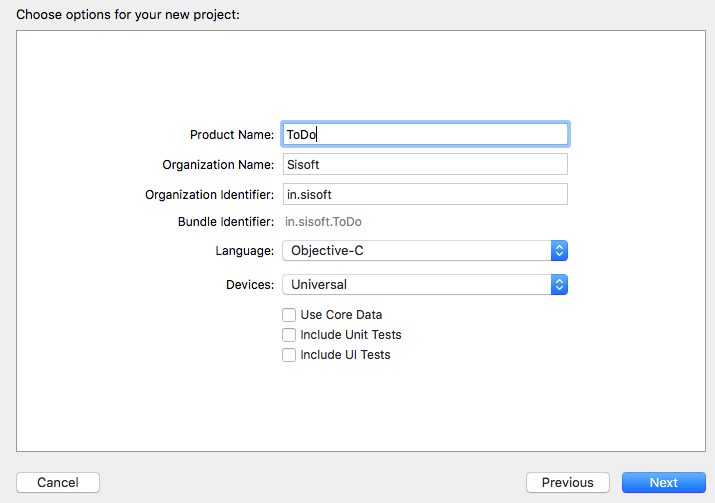 Choose options for your new project:
Product Name: ToDo
Organization Name: Sisoft
Organization Identifier: in.sisoft
Bundle Identifier: in.sisoft.ToDo
Language: Objective-C
Devices: Universal
Use Core Data
Include Unit Tests
Include UI Tests
Cancel Previous Next